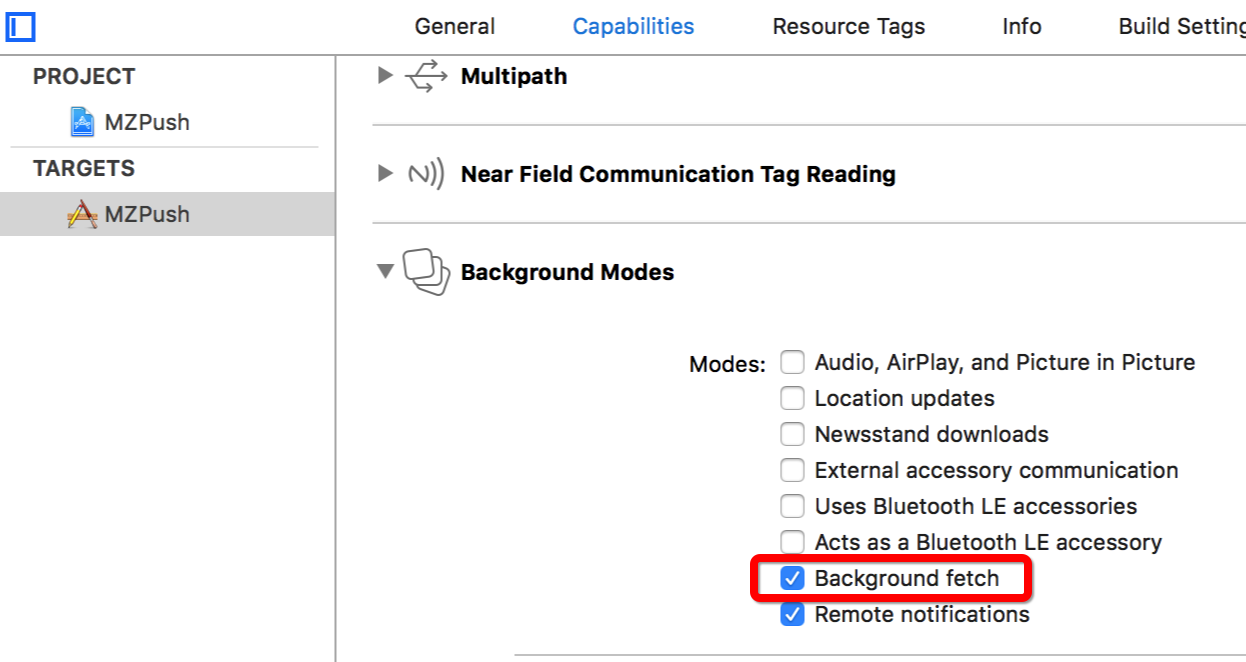 General Capabilities Resource Tags Info Build Setting
PROJECT
MZPush
TARGETS
MZPush
Multipath
Near Field Communication Tag Reading
Background Modes
Modes:
Audio, AirPlay, and Picture in Picture
Location updates
Newsstand downloads
External accessory communication
Uses Bluetooth LE accessories
Acts as a Bluetooth LE accessory
Background fetch
Remote notifications